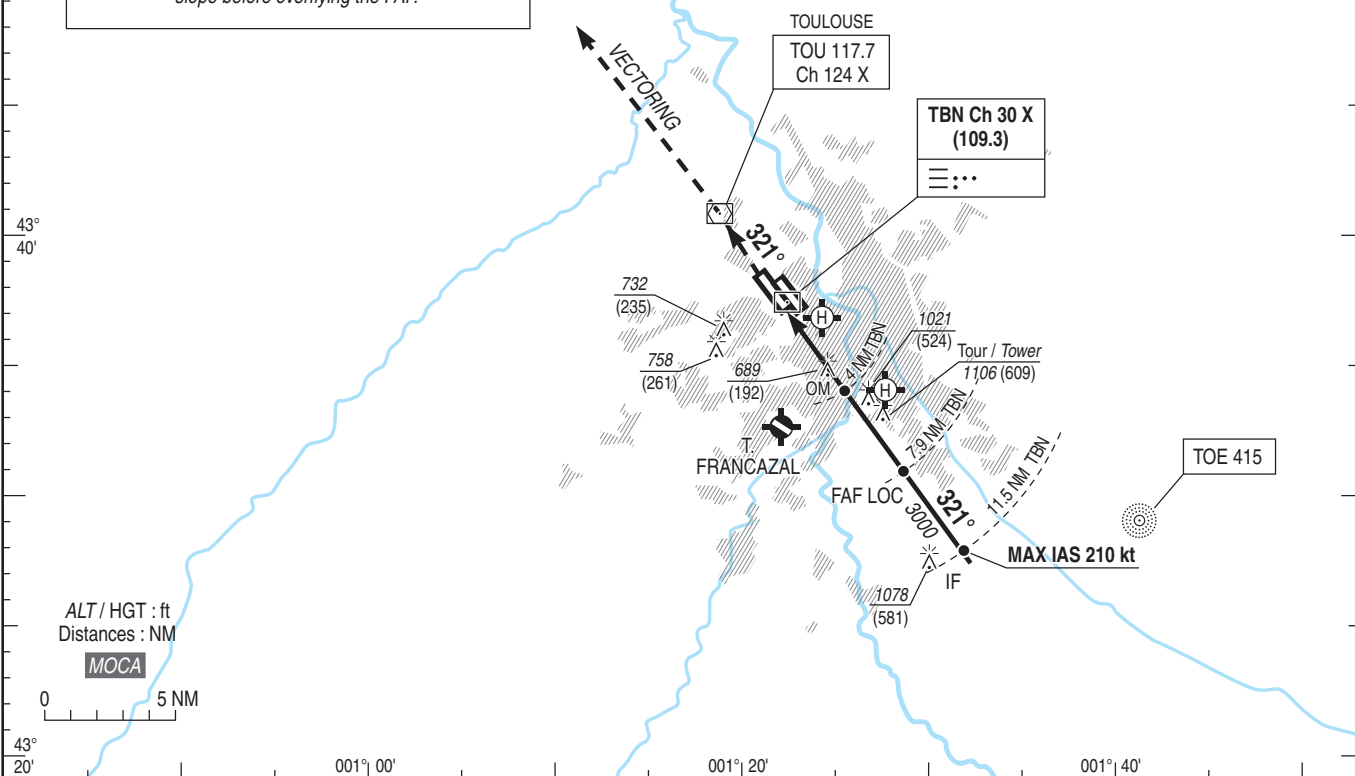 slope before overflying the FAF.
TOULOUSE
TOU 117.7
Ch 124 X
VECTORING
TBN Ch 30 X
(109.3)
43°
40'
321°
732
(235)
H
1021
(524)
4 NM TBN
Tour / Tower
1106 (609)
758
(261)
689
(192)
OM
H
7.9 NM TBN
T.
FRANCAZAL
TOE 415
FAF LOC
3000
321°
11.5 NM TBN
MAX IAS 210 kt
IF
1078
(581)
ALT / HGT : ft
Distances : NM
MOCA
0 5 NM
43°
20'
001° 00'
001° 20'
001° 40'